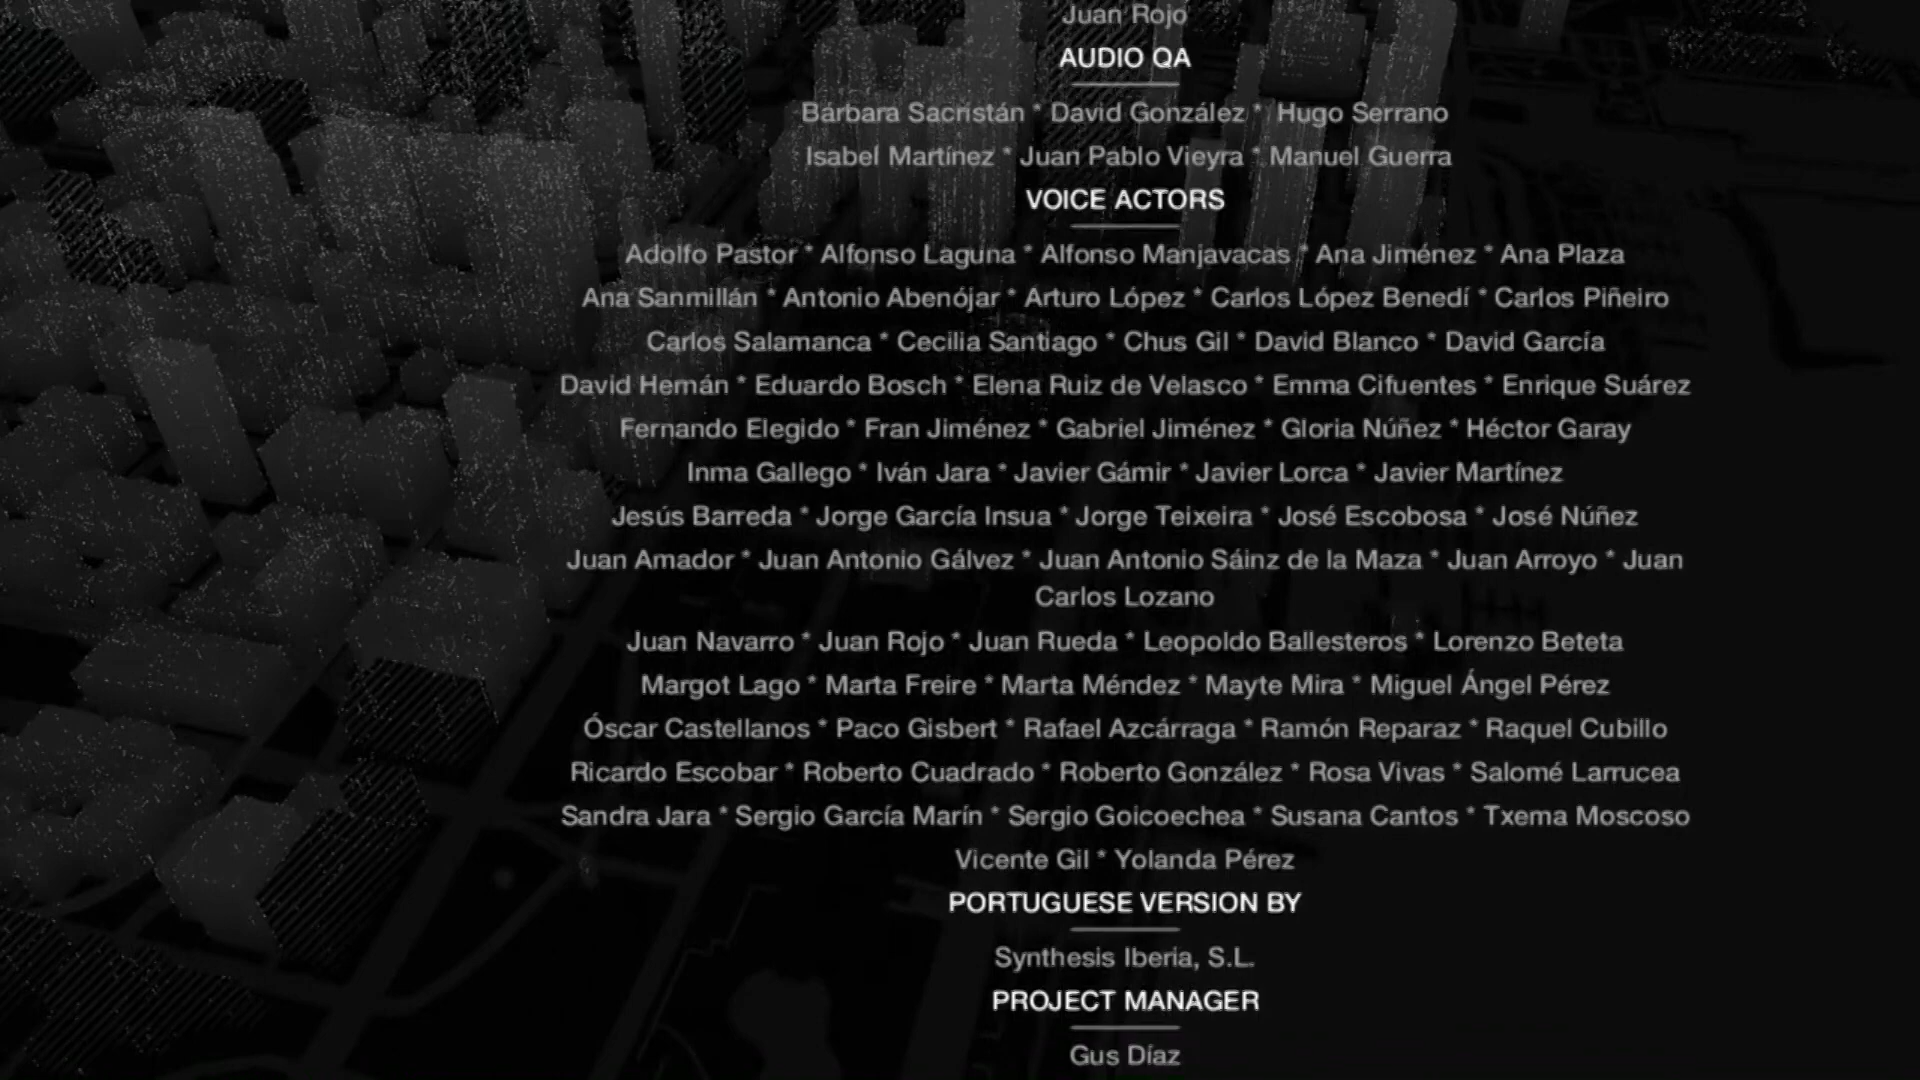 Juan Rojo
AUDIO QA
Bárbara Sacristán * David González * Hugo Serrano
Isabel Martínez * Juan Pablo Vieyra * Manuel Guerra
VOICE ACTORS
Adolfo Pastor * Alfonso Laguna * Alfonso Manjavacas * Ana Jiménez * Ana Plaza
Ana Sanmillán * Antonio Abenójar * Arturo López * Carlos López Benedí * Carlos Piñeiro
Carlos Salamanca * Cecilia Santiago * Chus Gil * David Blanco * David García
David Hernán * Eduardo Bosch * Elena Ruiz de Velasco * Emma Cifuentes * Enrique Suárez
Fernando Elegido * Fran Jiménez * Gabriel Jiménez * Gloria Núñez * Héctor Garay
Inma Gallego * Iván Jara * Javier Gámir * Javier Lorca * Javier Martínez
Jesús Barreda * Jorge García Insua * Jorge Teixeira * José Escobosa * José Núñez
Juan Amador * Juan Antonio Gálvez * Juan Antonio Sáinz de la Maza * Juan Arroyo * Juan
Carlos Lozano
Juan Navarro * Juan Rojo * Juan Rueda * Leopoldo Ballesteros * Lorenzo Beteta
Margot Lago * Marta Freire * Marta Méndez * Mayte Mira * Miguel Ángel Pérez
Óscar Castellanos * Paco Gisbert * Rafael Azcárraga * Ramón Reparaz * Raquel Cubillo
Ricardo Escobar * Roberto Cuadrado * Roberto González * Rosa Vivas * Salomé Larrucea
Sandra Jara * Sergio García Marín * Sergio Goicoechea * Susana Cantos * Txema Moscoso
Vicente Gil * Yolanda Pérez
PORTUGUESE VERSION BY
Synthesis Iberia, S.L.
PROJECT MANAGER
Gus Díaz